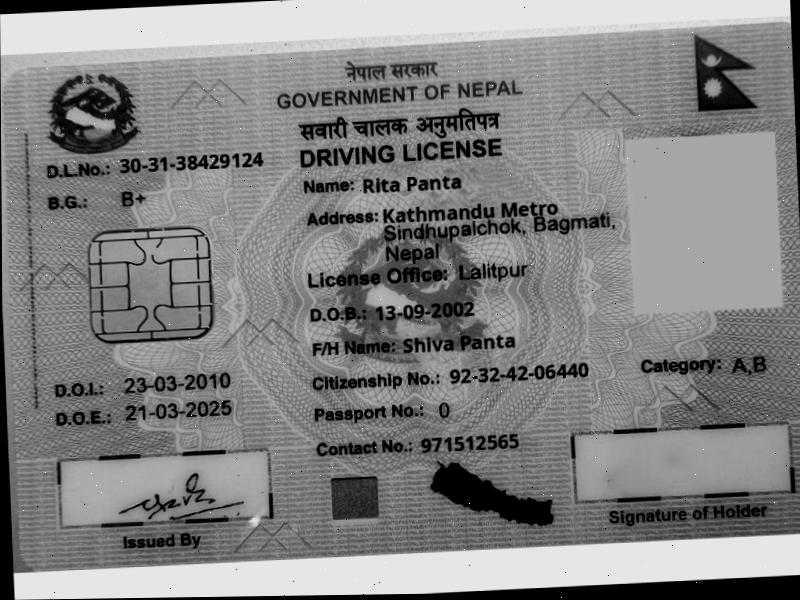 नेपाल सरकार
GOVERNMENT OF NEPAL
सवारी चालक अनुमतिपत्र
DRIVING LICENSE
D.L.No.: 30-31-38429124
B.G.: B+
Name: Rita Panta
Address: Kathmandu Metro
Sindhupalchok, Bagmati,
Nepal
License Office: Lalitpur
D.O.B.: 13-09-2002
F/H Name: Shiva Panta
Citizenship No.: 92-32-42-06440
Category: A,B
Passport No.: 0
Contact No.: 971512565
D.O.I.: 23-03-2010
D.O.E.: 21-03-2025
Issued By
Signature of Holder